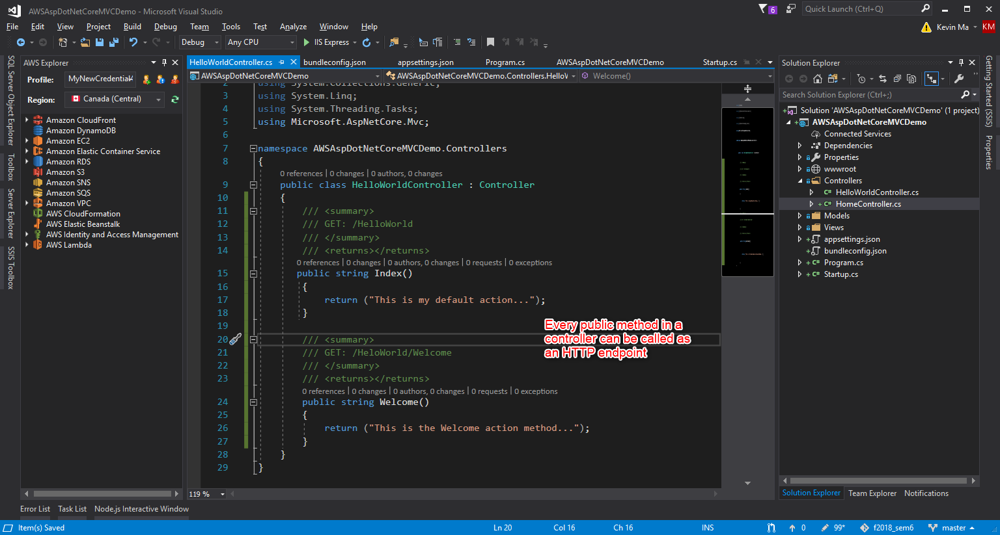 AWSAspDotNetCoreMVCDemo - Microsoft Visual Studio
6
Quick Launch (Ctrl+Q)
File Edit View Project Build Debug Team Tools Test Analyze Window Help
Kevin Ma KM
Debug Any CPU IIS Express
SQL Server Object Explorer
Toolbox
Server Explorer
SSIS Toolbox
AWS Explorer
Profile: MyNewCredential
Region: Canada (Central)
Amazon CloudFront
Amazon DynamoDB
Amazon EC2
Amazon Elastic Container Service
Amazon RDS
Amazon S3
Amazon SNS
Amazon SQS
Amazon VPC
AWS CloudFormation
AWS Elastic Beanstalk
AWS Identity and Access Management
AWS Lambda
HelloWorldController.cs bundleconfig.json appsettings.json Program.cs AWSAspDotNetCoreMVCDemo Startup.cs
AWSAspDotNetCoreMVCDemo AWSAspDotNetCoreMVCDemo.Controllers.HelloW Welcome()
2 using System.Collections.Generic;
3 using System.Linq;
4 using System.Threading.Tasks;
5 using Microsoft.AspNetCore.Mvc;
6
7 namespace AWSAspDotNetCoreMVCDemo.Controllers
8 {
0 references | 0 changes | 0 authors, 0 changes
9 public class HelloWorldController : Controller
10 {
11 /// <summary>
12 /// GET: /HelloWorld
13 /// </summary>
14 /// <returns></returns>
0 references | 0 changes | 0 authors, 0 changes | 0 requests | 0 exceptions
15 public string Index()
16 {
17 return ("This is my default action...");
18 }
19
20 /// <summary>
21 /// GET: /HeloWorld/Welcome
22 /// </summary>
23 /// <returns></returns>
0 references | 0 changes | 0 authors, 0 changes | 0 requests | 0 exceptions
24 public string Welcome()
25 {
26 return ("This is the Welcome action method...");
27 }
28 }
29 }
Every public method in a
controller can be called as
an HTTP endpoint
119 %
Solution Explorer
Search Solution Explorer (Ctrl+;)
Solution 'AWSAspDotNetCoreMVCDemo' (1 project)
AWSAspDotNetCoreMVCDemo
Connected Services
Dependencies
Properties
wwwroot
Controllers
C# HelloWorldController.cs
C# HomeController.cs
Models
Views
appsettings.json
bundleconfig.json
C# Program.cs
C# Startup.cs
Solution Explorer Team Explorer Notifications
Getting Started (SSIS)
Properties
Error List Task List Node.js Interactive Window
Item(s) Saved Ln 20 Col 16 Ch 16 INS 0 99* f2018_sem6 master